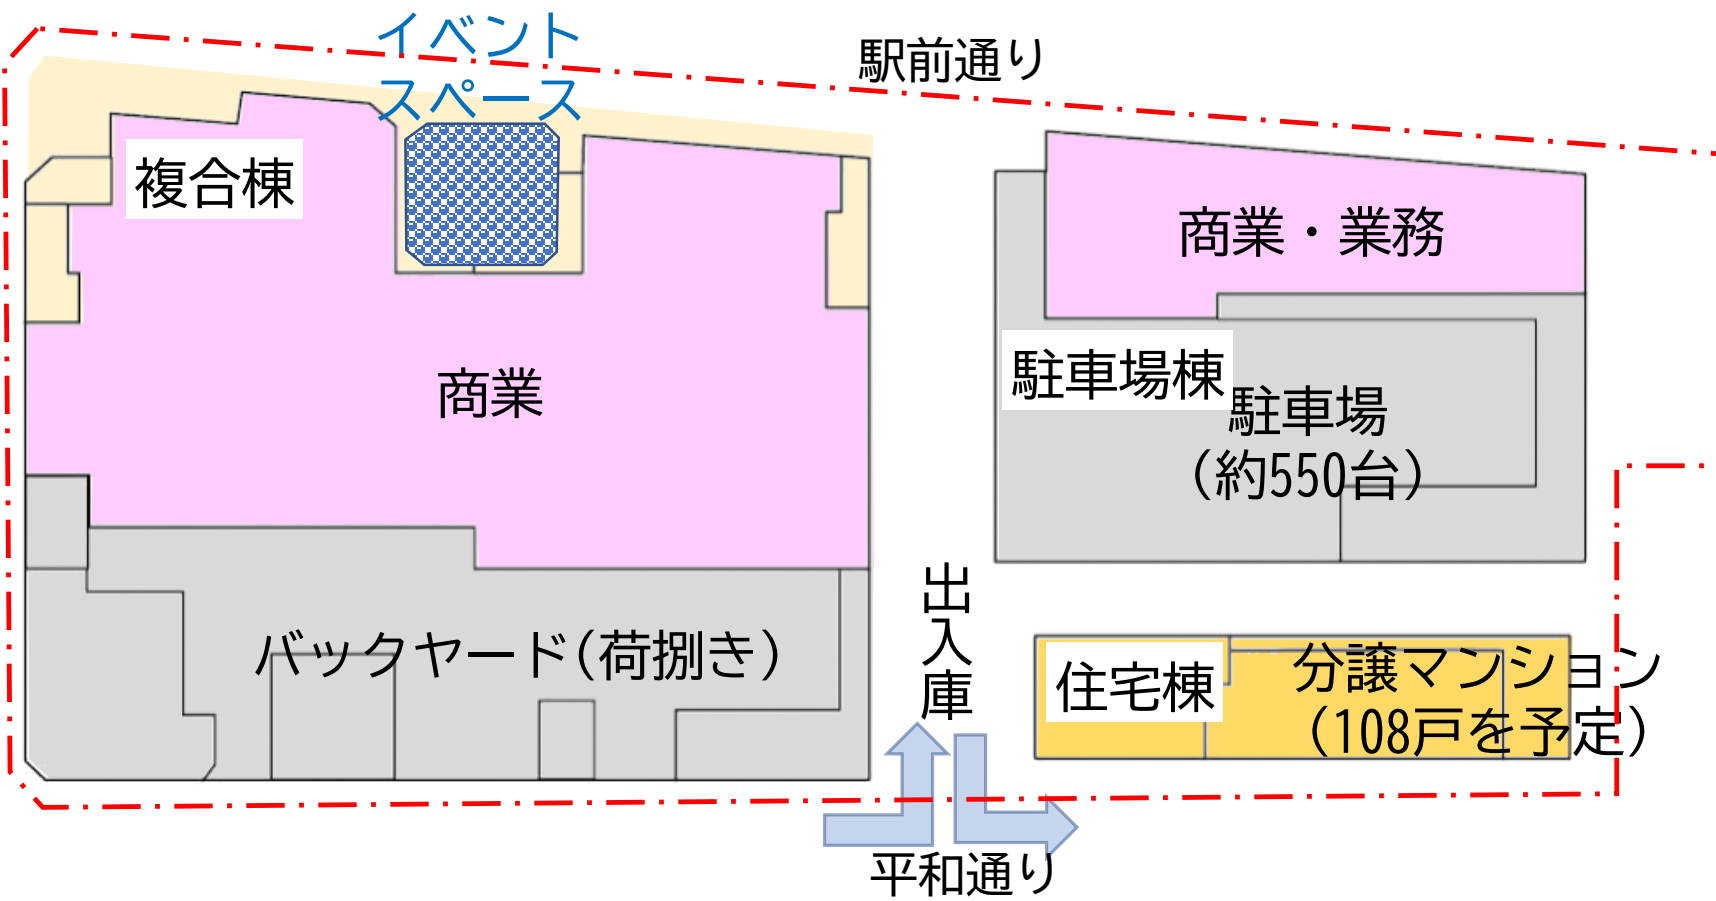 イベント
スペース
駅前通り
複合棟
商業・業務
商業
駐車場棟
駐車場
（約550台）
出入庫
バックヤード（荷捌き）
住宅棟
分譲マンション
（108戸を予定）
平和通り